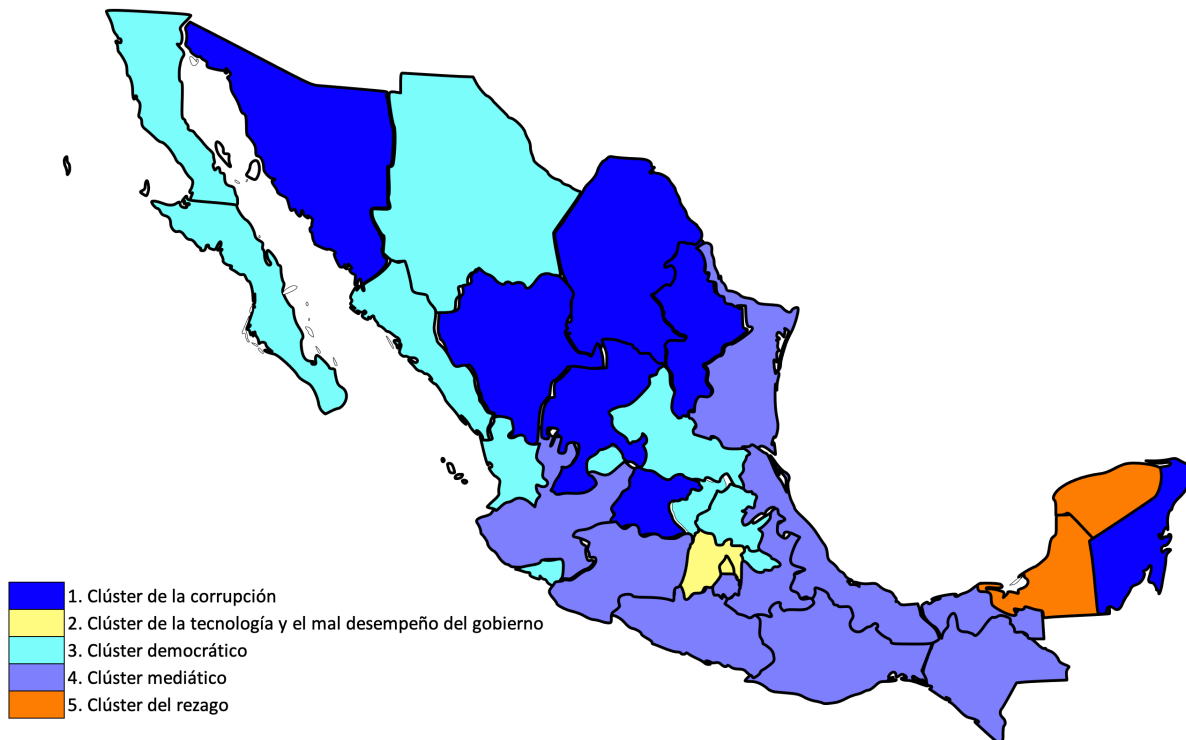 1. Clúster de la corrupción
2. Clúster de la tecnología y el mal desempeño del gobierno
3. Clúster democrático
4. Clúster mediático
5. Clúster del rezago